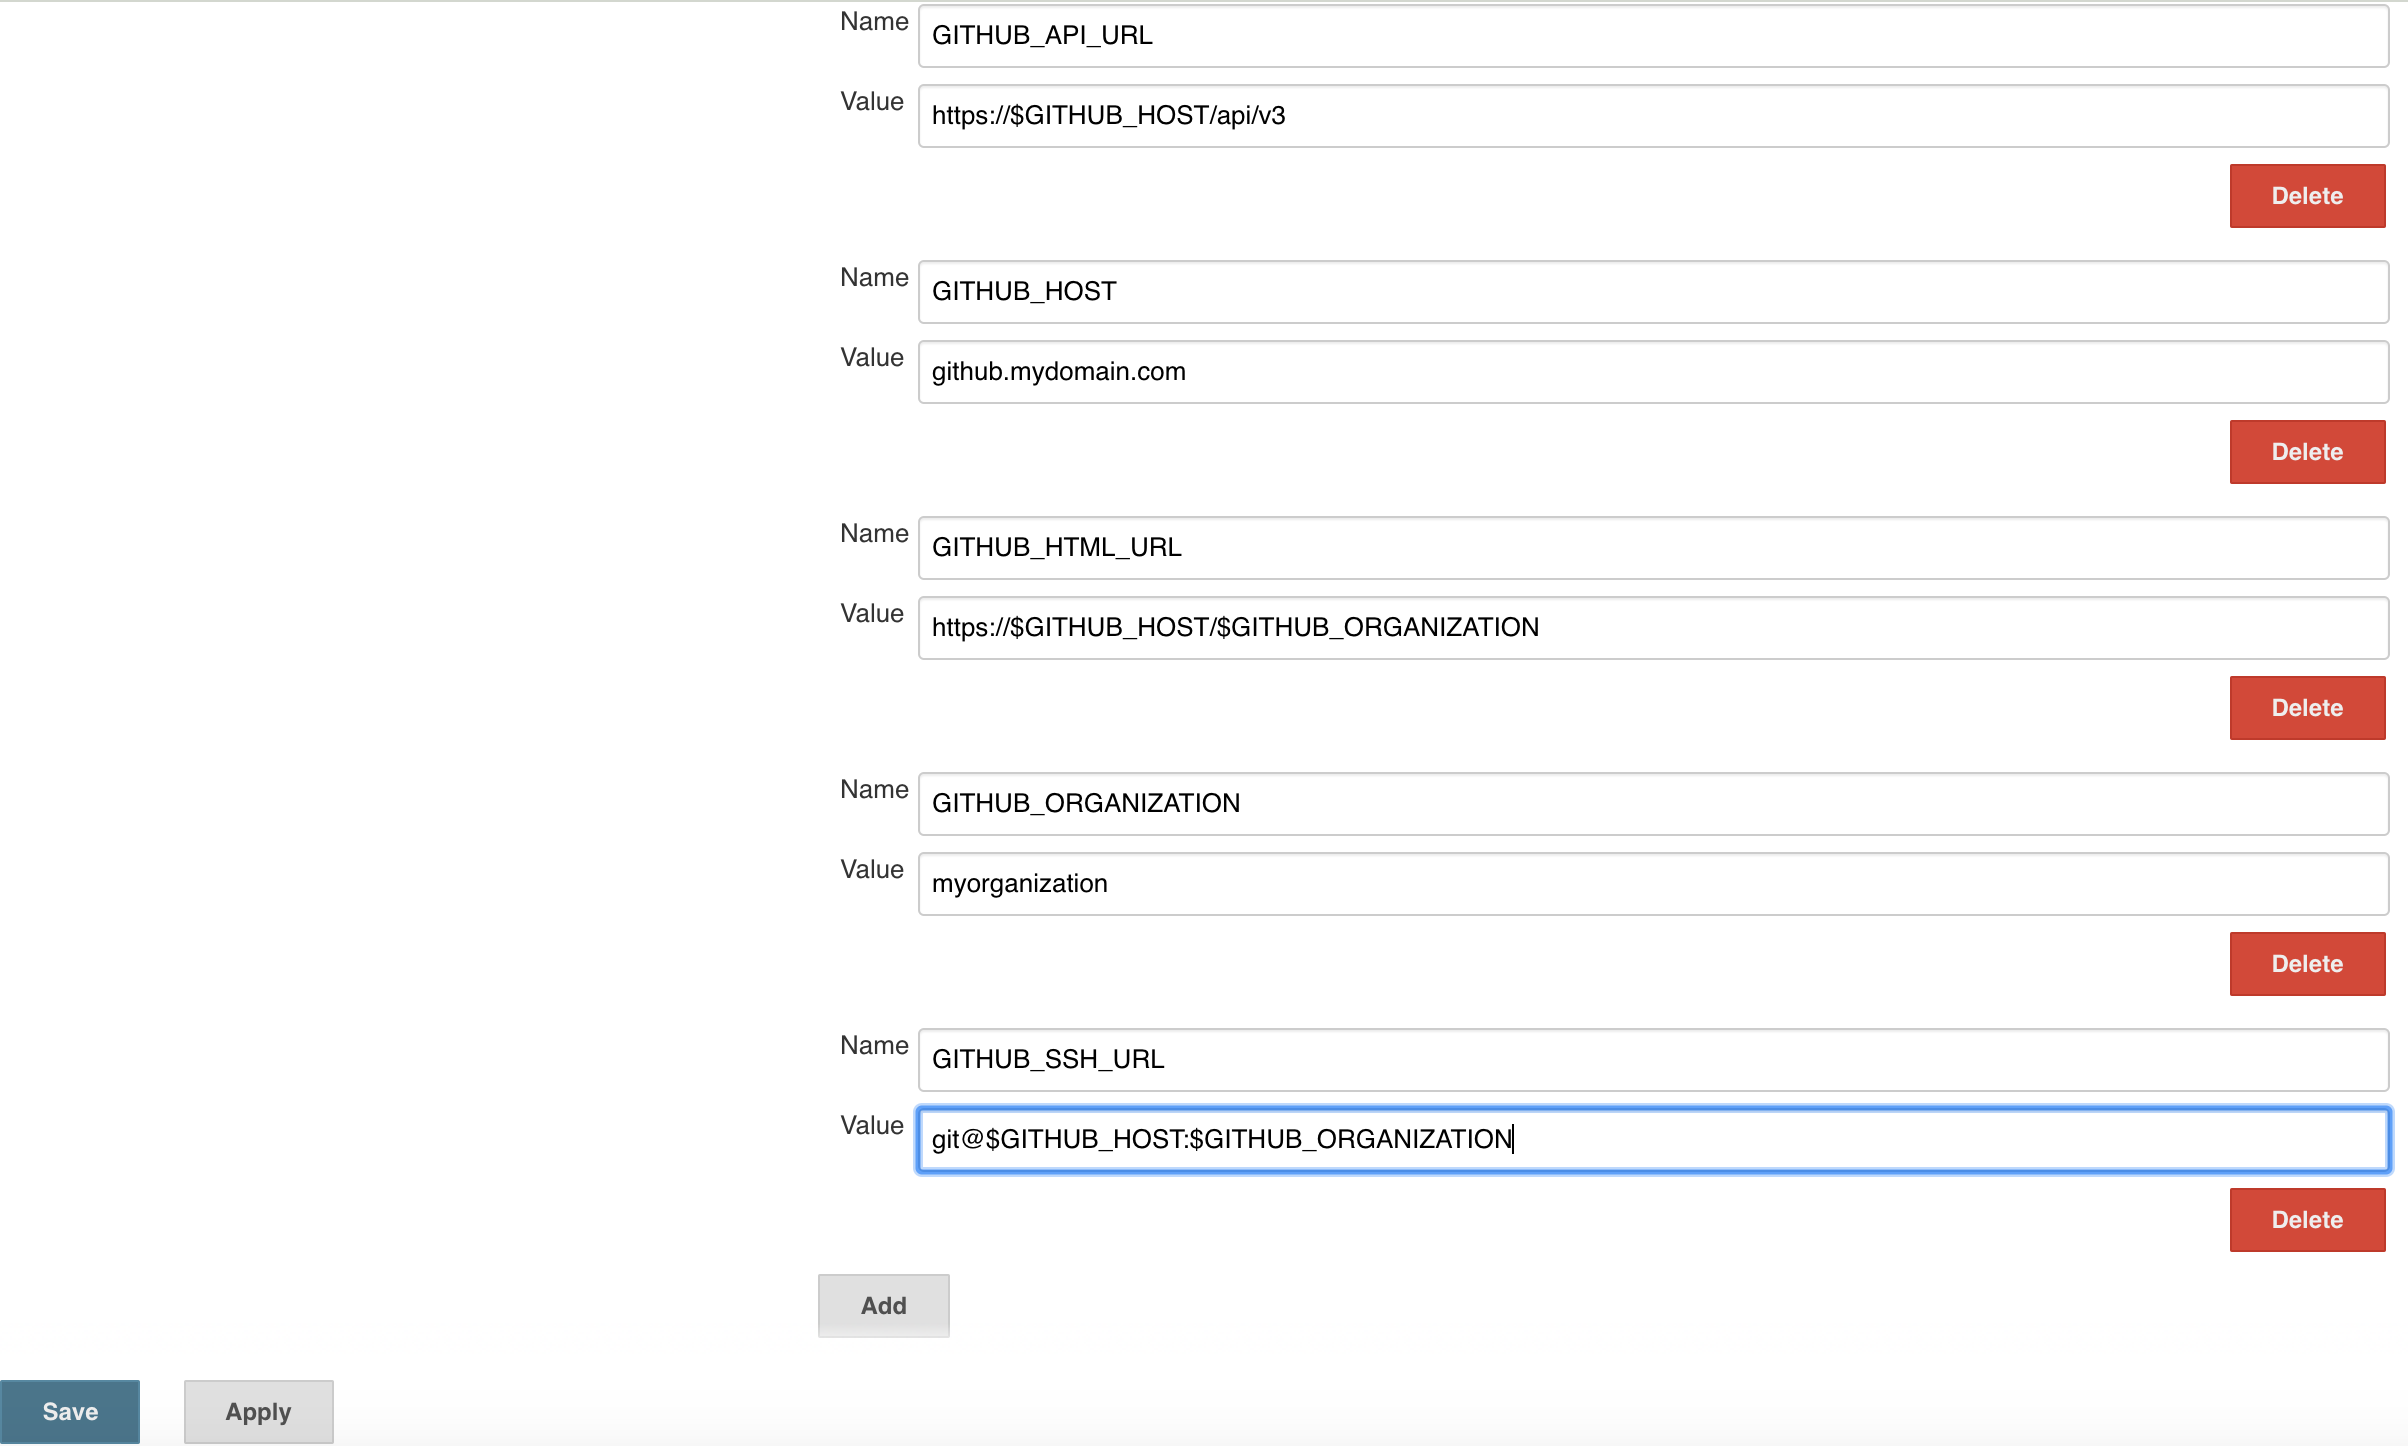 Name GITHUB_API_URL
Value https://$GITHUB_HOST/api/v3
Delete
Name GITHUB_HOST
Value github.mydomain.com
Delete
Name GITHUB_HTML_URL
Value https://$GITHUB_HOST/$GITHUB_ORGANIZATION
Delete
Name GITHUB_ORGANIZATION
Value myorganization
Delete
Name GITHUB_SSH_URL
Value git@$GITHUB_HOST:$GITHUB_ORGANIZATION
Delete
Add
Save Apply